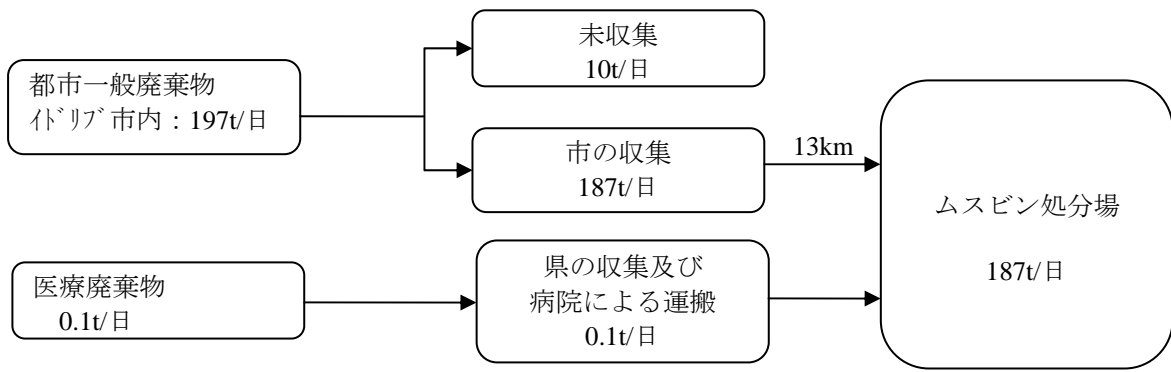 都市一般廃棄物
ｲﾄﾞﾘﾌﾞ市内：197t/日
未収集
10t/日
市の収集
187t/日
13km
医療廃棄物
0.1t/日
県の収集及び
病院による運搬
0.1t/日
ムスビン処分場
187t/日